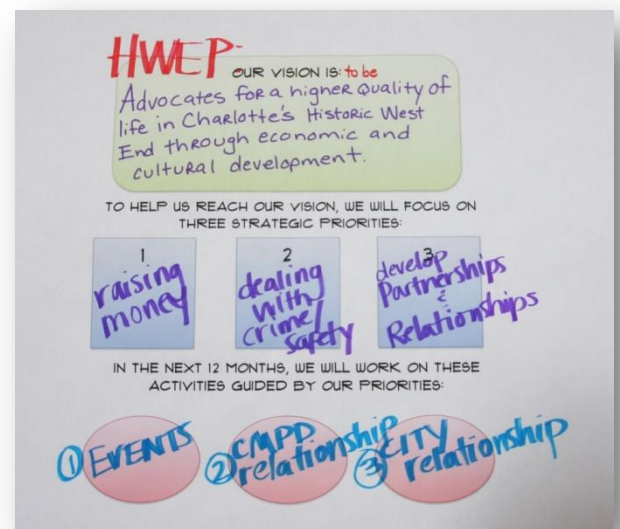 HWEP-
OUR VISION IS: to be
Advocates for a higher Quality of
life in Charlotte's Historic West
End through economic and
cultural development.
TO HELP US REACH OUR VISION, WE WILL FOCUS ON
THREE STRATEGIC PRIORITIES:
1
raising
money
2
dealing
with
crime/
safety
3
develop
Partnerships
&
Relationships
IN THE NEXT 12 MONTHS, WE WILL WORK ON THESE
ACTIVITIES GUIDED BY OUR PRIORITIES:
① EVENTS
② CMPD
relationship
③ CITY
relationship